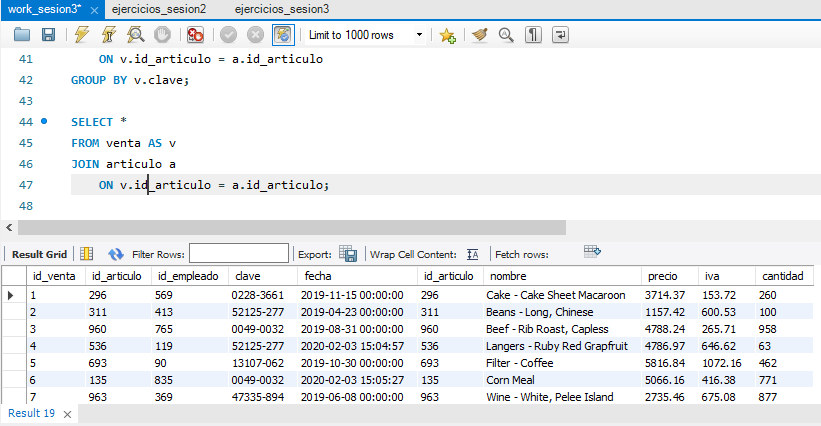 work_sesion3* ejercicios_sesion2 ejercicios_sesion3
Limit to 1000 rows
41 ON v.id_articulo = a.id_articulo
42 GROUP BY v.clave;
43
44 SELECT *
45 FROM venta AS v
46 JOIN articulo a
47 ON v.id_articulo = a.id_articulo;
48
Result Grid Filter Rows: Export: Wrap Cell Content: IA Fetch rows:
id_venta id_articulo id_empleado clave fecha id_articulo nombre precio iva cantidad
1 296 569 0228-3661 2019-11-15 00:00:00 296 Cake - Cake Sheet Macaroon 3714.37 153.72 260
2 311 413 52125-277 2019-04-23 00:00:00 311 Beans - Long, Chinese 1157.42 600.53 100
3 960 765 0049-0032 2019-08-31 00:00:00 960 Beef - Rib Roast, Capless 4788.24 265.71 958
4 536 119 52125-277 2020-02-03 15:04:57 536 Langers - Ruby Red Grapfruit 4786.97 646.62 63
5 693 90 13107-062 2019-10-30 00:00:00 693 Filter - Coffee 5816.84 1072.16 462
6 135 835 0049-0032 2020-02-03 15:05:27 135 Corn Meal 5066.16 416.38 771
7 963 369 47335-894 2019-06-08 00:00:00 963 Wine - White, Pelee Island 2735.46 675.08 877
Result 19